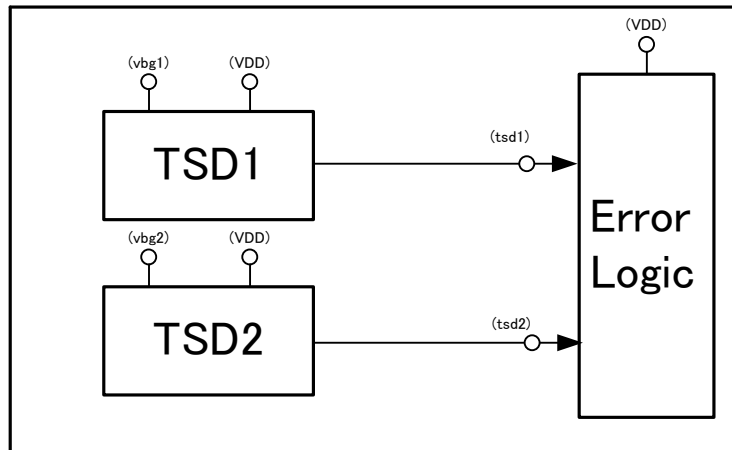 (VDD)
(vbg1)
(VDD)
TSD1
(tsd1)
Error
Logic
(vbg2)
(VDD)
TSD2
(tsd2)